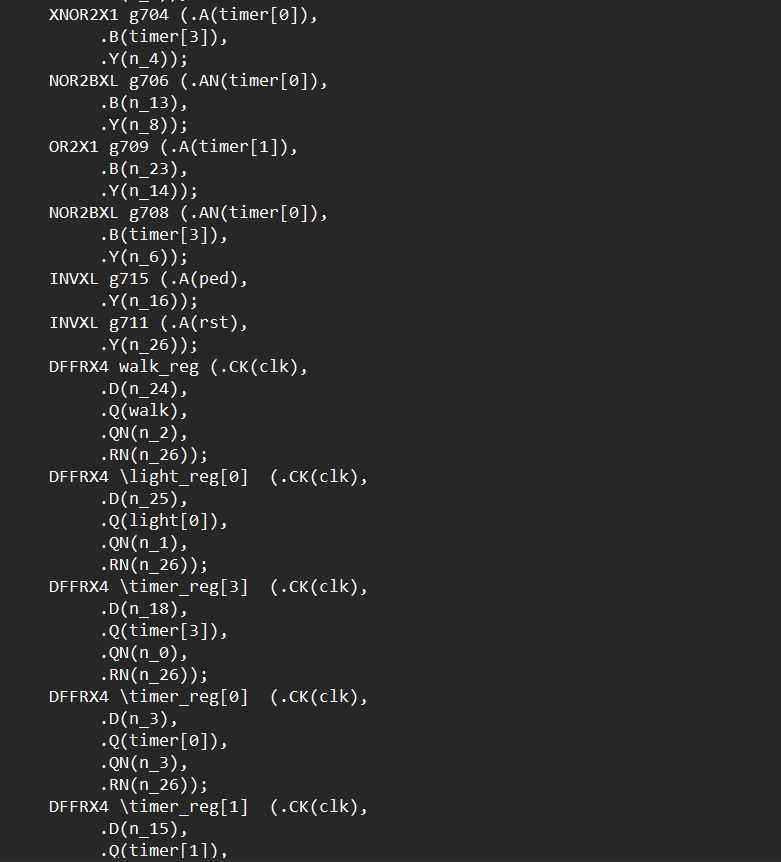 XNOR2X1 g704 (.A(timer[0]),
.B(timer[3]),
.Y(n_4));
NOR2BXL g706 (.AN(timer[0]),
.B(n_13),
.Y(n_8));
OR2X1 g709 (.A(timer[1]),
.B(n_23),
.Y(n_14));
NOR2BXL g708 (.AN(timer[0]),
.B(timer[3]),
.Y(n_6));
INVXL g715 (.A(ped),
.Y(n_16));
INVXL g711 (.A(rst),
.Y(n_26));
DFFRX4 walk_reg (.CK(clk),
.D(n_24),
.Q(walk),
.QN(n_2),
.RN(n_26));
DFFRX4 \light_reg[0]  (.CK(clk),
.D(n_25),
.Q(light[0]),
.QN(n_1),
.RN(n_26));
DFFRX4 \timer_reg[3]  (.CK(clk),
.D(n_18),
.Q(timer[3]),
.QN(n_0),
.RN(n_26));
DFFRX4 \timer_reg[0]  (.CK(clk),
.D(n_3),
.Q(timer[0]),
.QN(n_3),
.RN(n_26));
DFFRX4 \timer_reg[1]  (.CK(clk),
.D(n_15),
.Q(timer[1]),